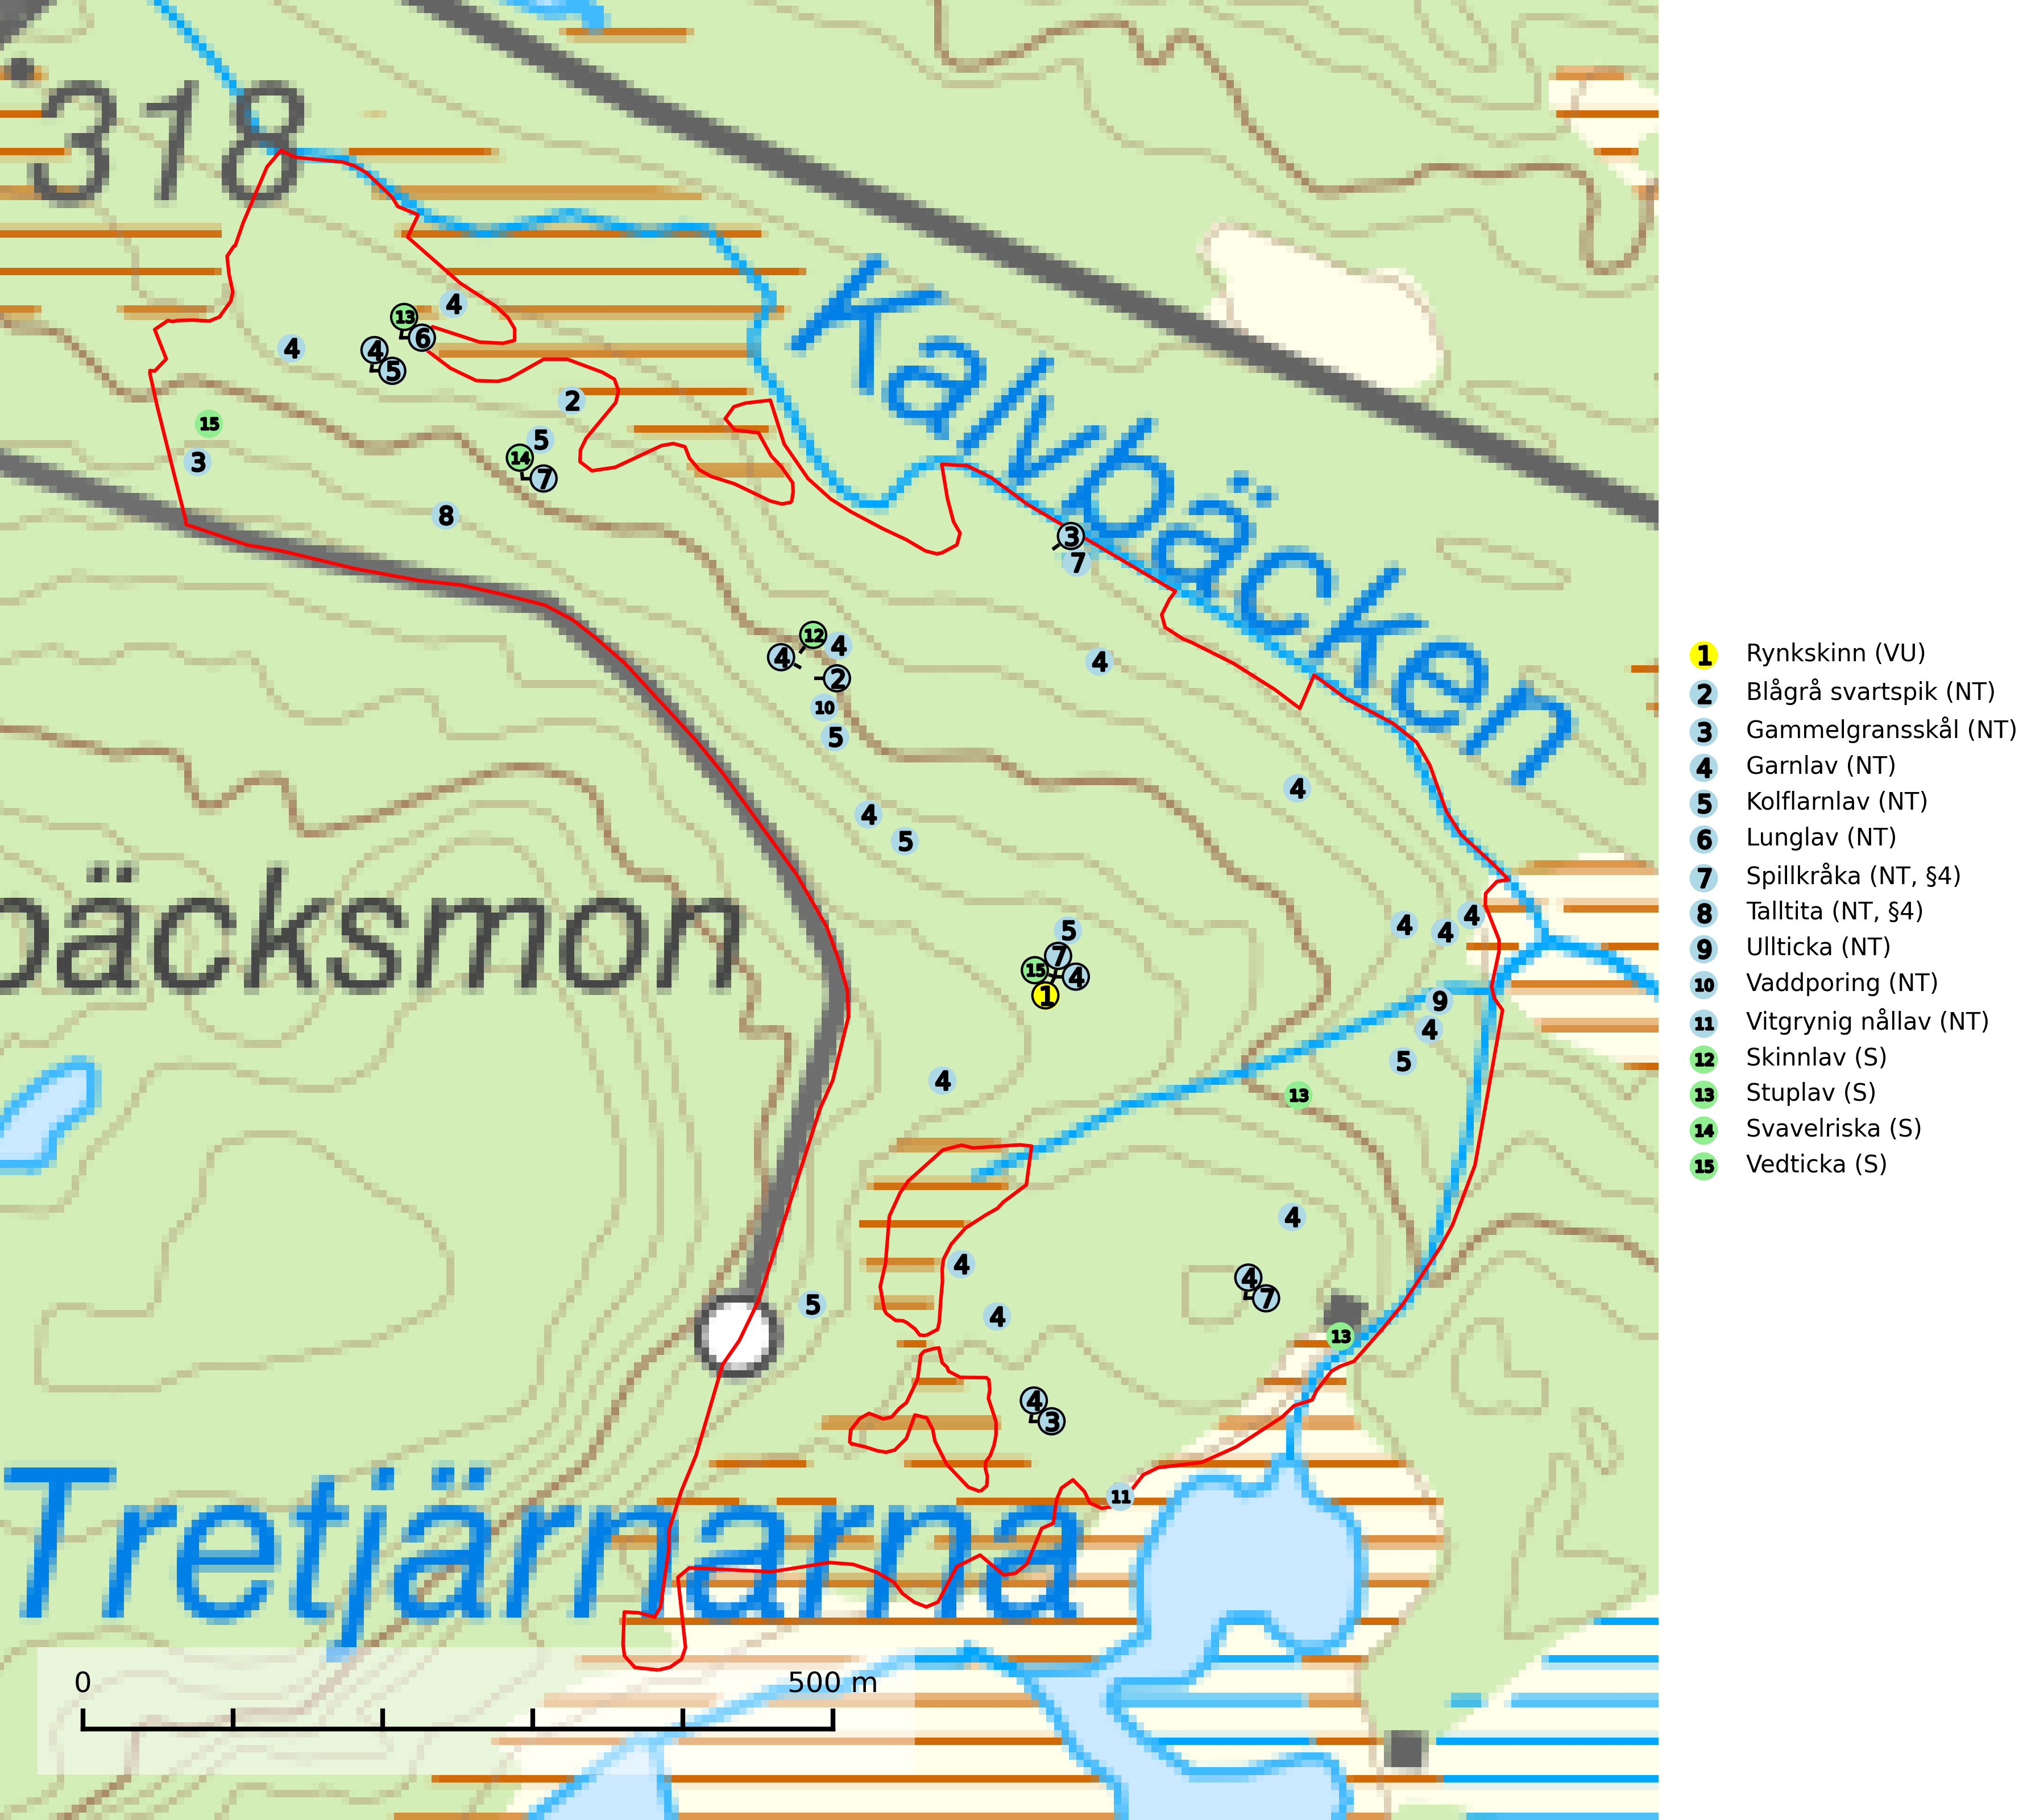 318
Kalvbäcken
bäcksmon
Tretjärnarna
0 500 m
13
4
6
4
4
5
2
15
5
3
14
7
8
3
7
12
4
4
4
2
10
5
4
4
5
4
4
4
5
7
15
4
1
9
4
5
4
13
4
4
4
7
5
4
13
4
3
11
1 Rynkskinn (VU)
2 Blågrå svartspik (NT)
3 Gammelgransskål (NT)
4 Garnlav (NT)
5 Kolflarnlav (NT)
6 Lunglav (NT)
7 Spillkråka (NT, §4)
8 Talltita (NT, §4)
9 Ullticka (NT)
10 Vaddporing (NT)
11 Vitgrynig nållav (NT)
12 Skinnlav (S)
13 Stuplav (S)
14 Svavelriska (S)
15 Vedticka (S)